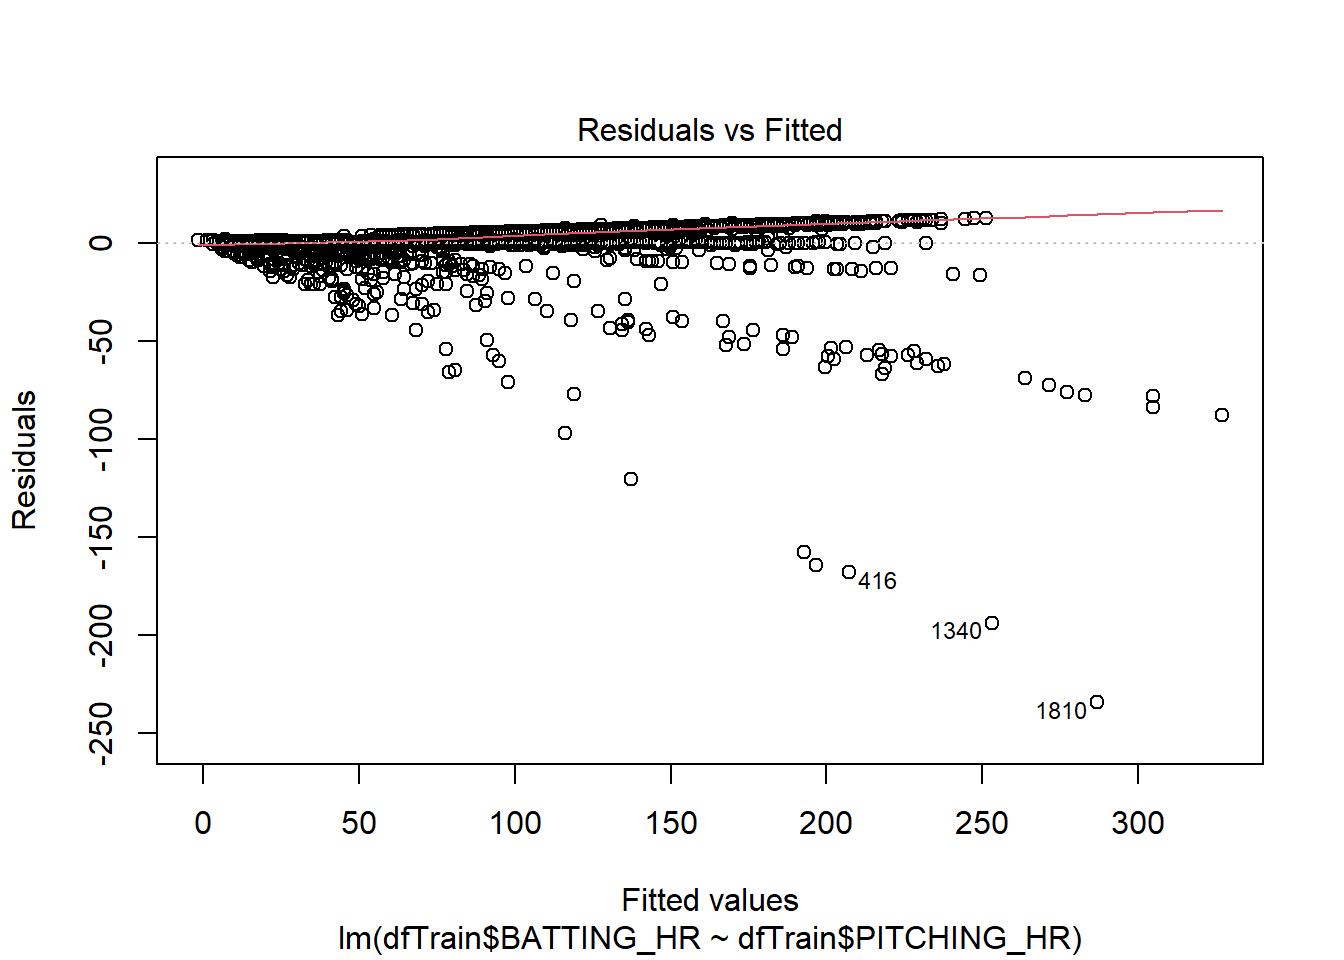 Residuals vs Fitted
Residuals
0
-50
-100
-150
-200
-250
416
1340
1810
0 50 100 150 200 250 300
Fitted values
lm(dfTrain$BATTING_HR ~ dfTrain$PITCHING_HR)